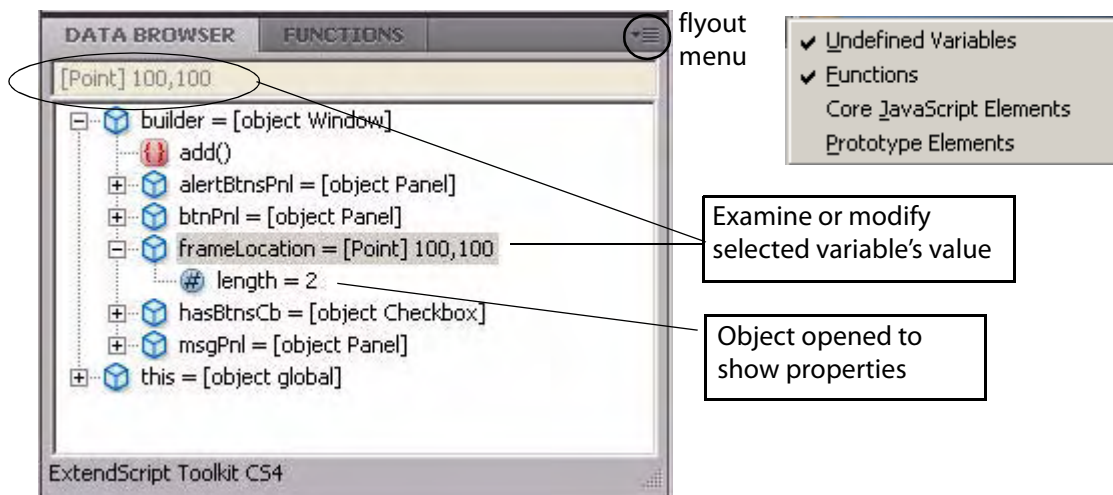 DATA BROWSER
FUNCTIONS
flyout
menu
[Point] 100,100
builder = [object Window]
add()
alertBtnsPnl = [object Panel]
btnPnl = [object Panel]
frameLocation = [Point] 100,100
length = 2
hasBtnsCb = [object Checkbox]
msgPnl = [object Panel]
this = [object global]
ExtendScript Toolkit CS4
Undefined Variables
Functions
Core JavaScript Elements
Prototype Elements
Examine or modify
selected variable’s value
Object opened to
show properties